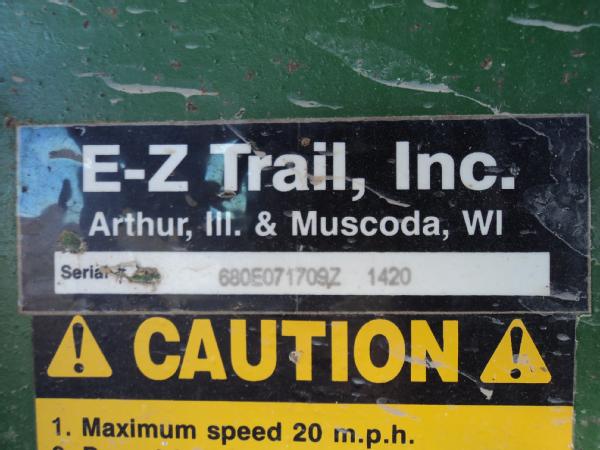 E-Z Trail, Inc.
Arthur, Ill. & Muscoda, WI
Serial # 680E071709Z 1420
CAUTION
1. Maximum speed 20 m.p.h.